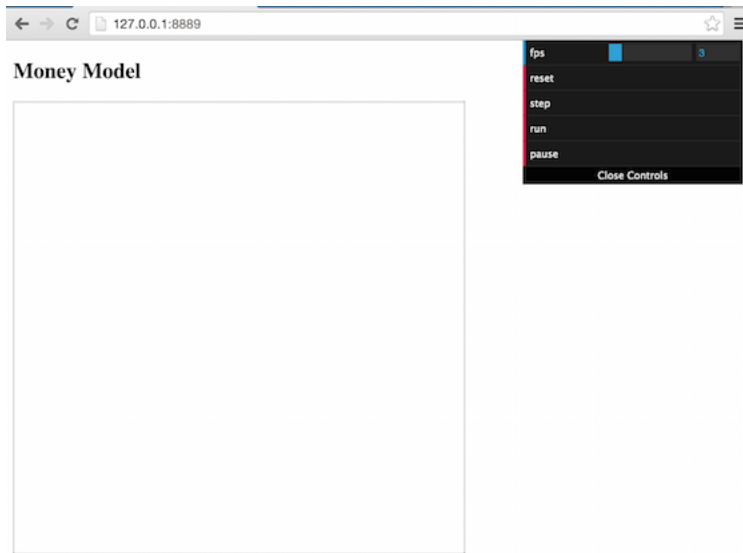 127.0.0.1:8889
Money Model
fps 3
reset
step
run
pause
Close Controls